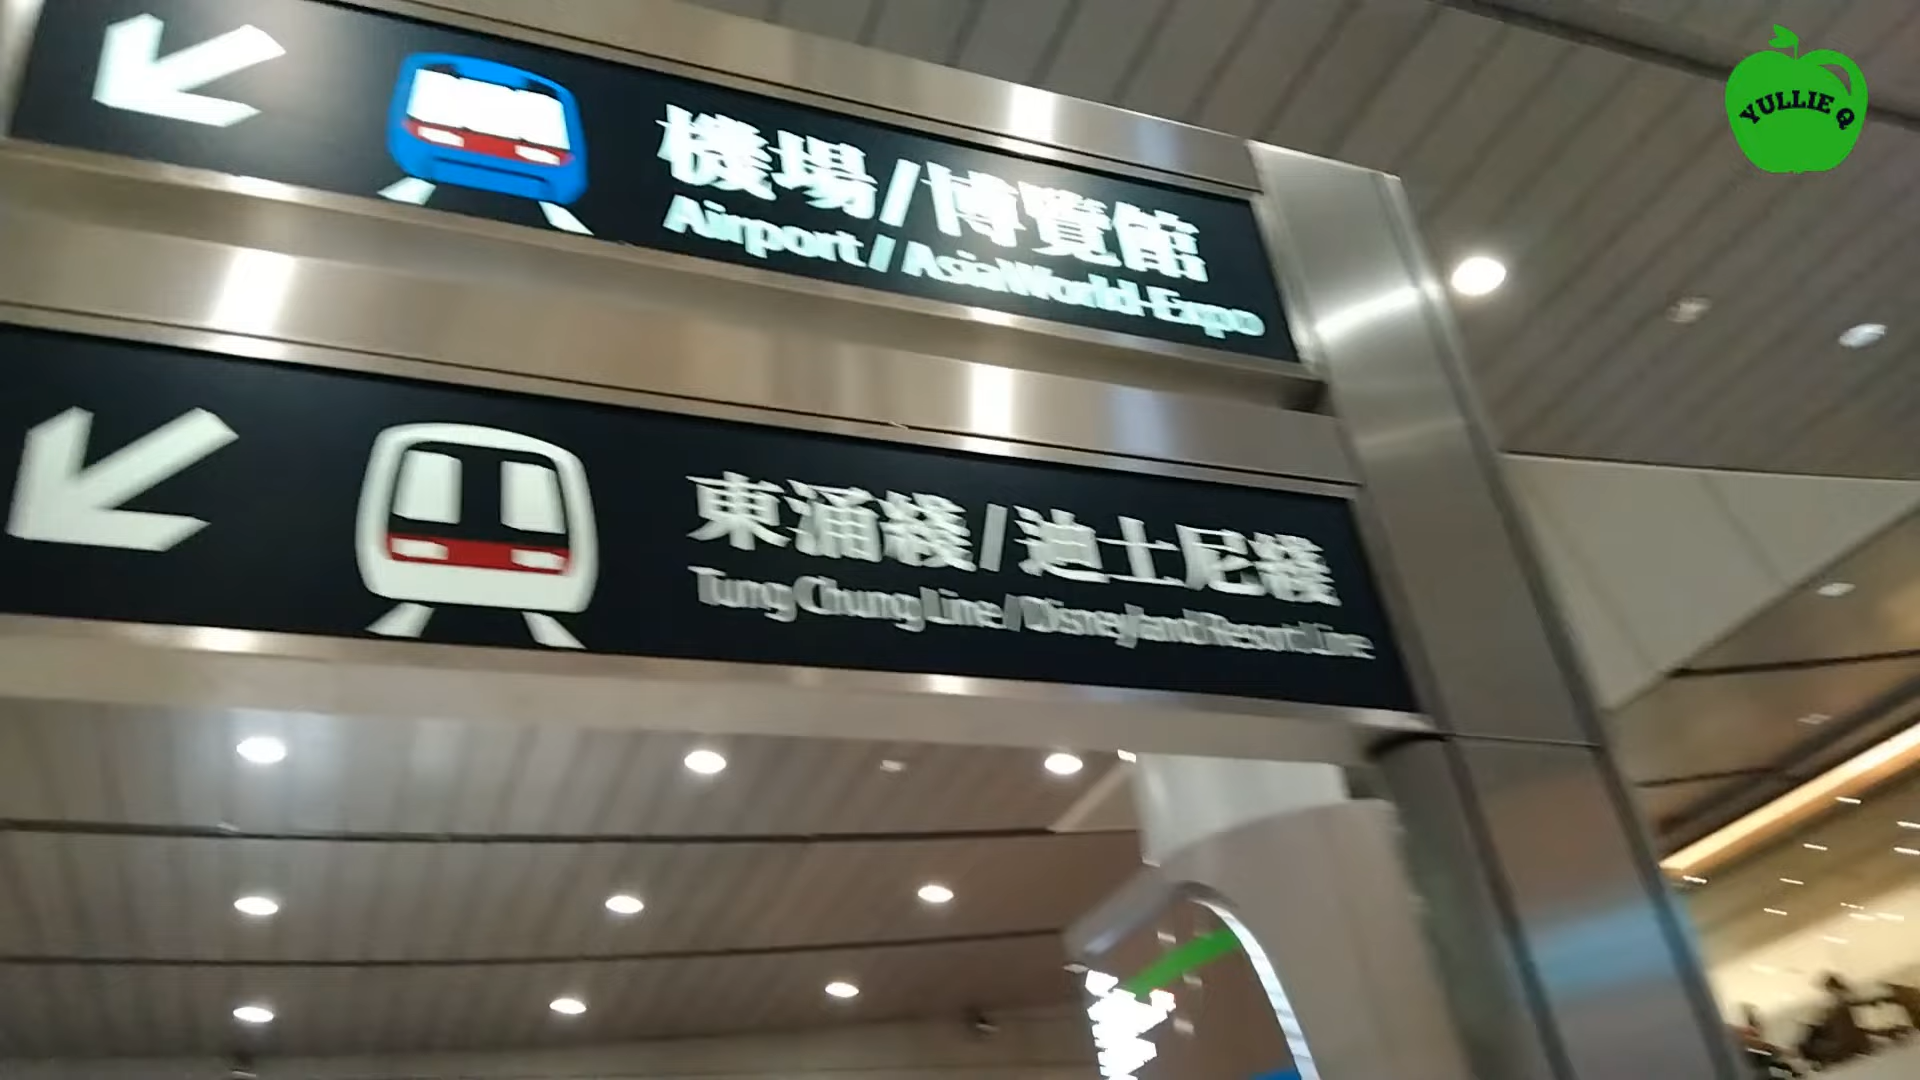 YULLIE Q
機場/博覽館
Airport / AsiaWorld-Expo
東涌綫/迪士尼綫
Tung Chung Line / Disneyland Resort Line